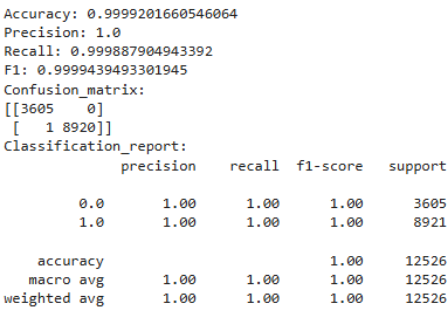 Accuracy: 0.9999201660546064
Precision: 1.0
Recall: 0.999887904943392
F1: 0.9999439493301945
Confusion_matrix:
[[3605    0]
 [   1 8920]]
Classification_report:
              precision    recall  f1-score   support

         0.0       1.00      1.00      1.00      3605
         1.0       1.00      1.00      1.00      8921

    accuracy                           1.00     12526
   macro avg       1.00      1.00      1.00     12526
weighted avg       1.00      1.00      1.00     12526